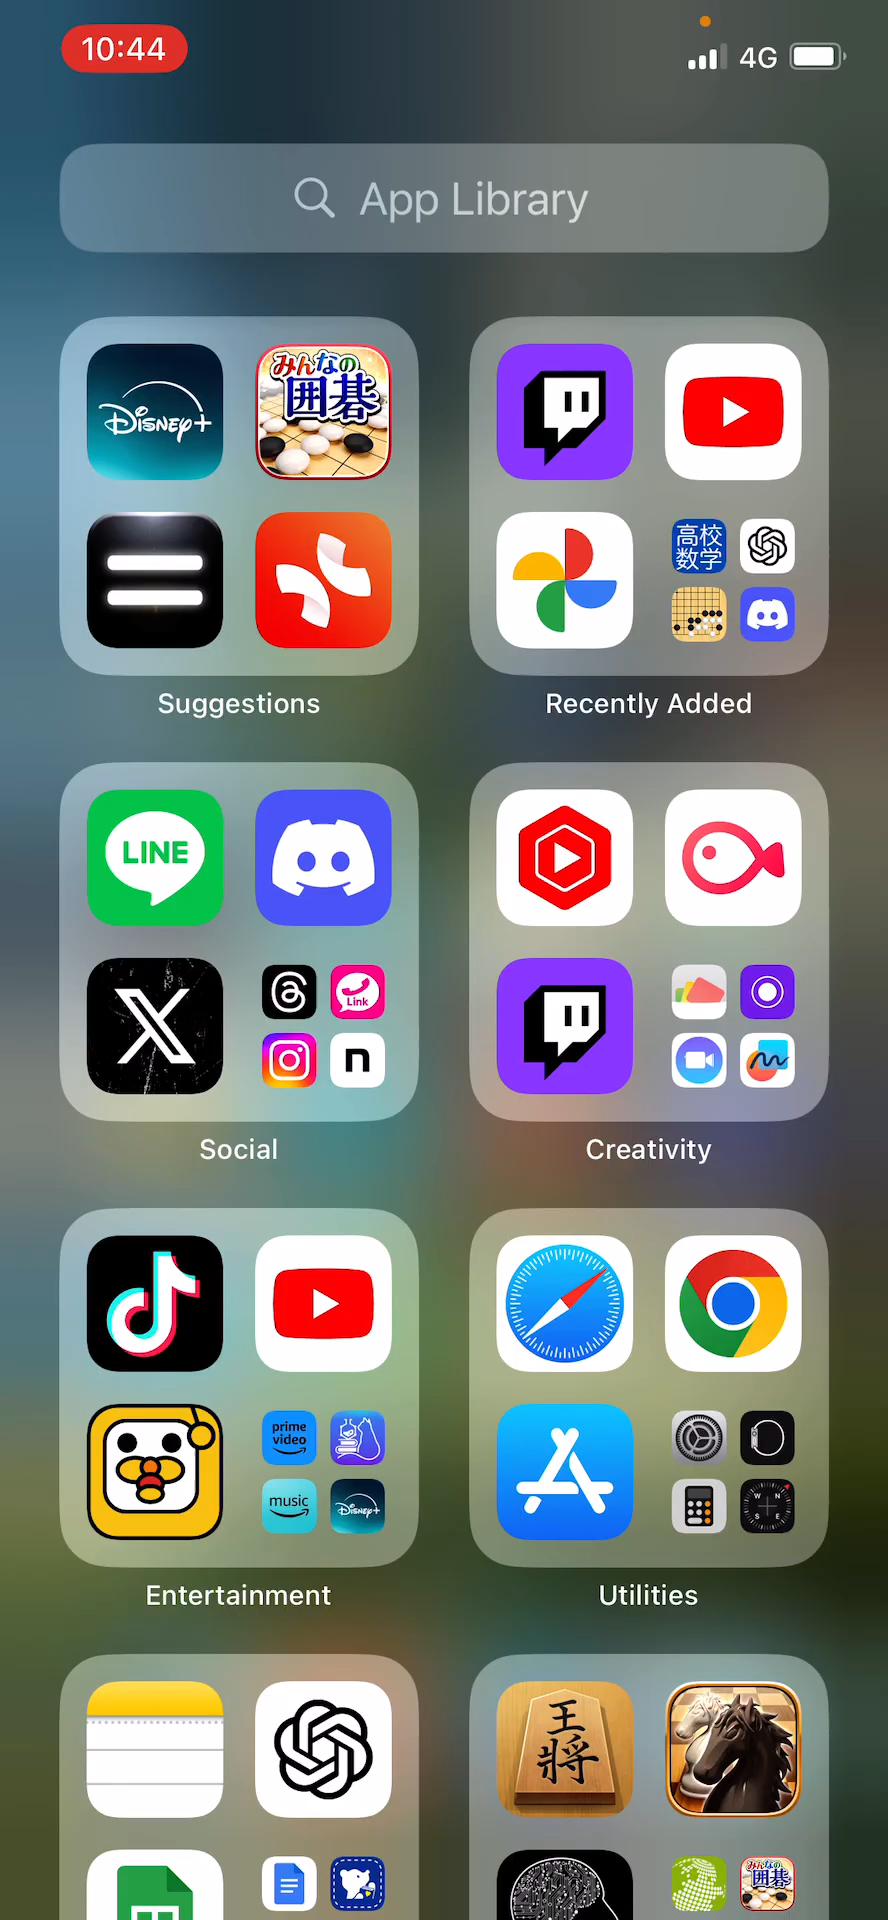 10:44
4G
App Library
Disney+
みんなの
囲碁
高校
数学
Suggestions
Recently Added
LINE
Link
n
Social
Creativity
prime
video
music
Disney+
W N
S E
Entertainment
Utilities
王
將
みんなの
囲碁